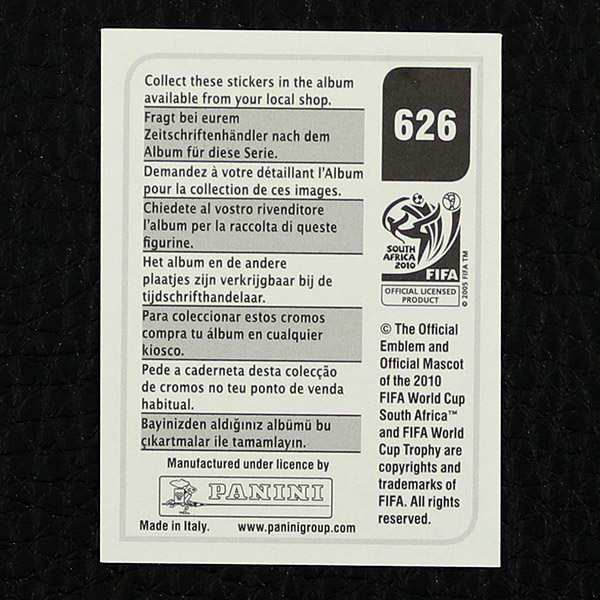 Collect these stickers in the album
available from your local shop.
Fragt bei eurem
Zeitschriftenhändler nach dem
Album für diese Serie.
Demandez à votre détaillant l'Album
pour la collection de ces images.
Chiedete al vostro rivenditore
l'album per la raccolta di queste
figurine.
Het album en de andere
plaatjes zijn verkrijgbaar bij de
tijdschrifthandelaar.
Para coleccionar estos cromos
compra tu álbum en cualquier
kiosco.
Pede a caderneta desta colecção
de cromos no teu ponto de venda
habitual.
Bayinizden aldığınız albümü bu
çıkartmalar ile tamamlayın.
Manufactured under licence by
PANINI
Made in Italy. www.paninigroup.com
626
SOUTH
AFRICA
2010
FIFA
OFFICIAL LICENSED
PRODUCT
© 2005 FIFA TM
© The Official
Emblem and
Official Mascot
of the 2010
FIFA World Cup
South Africa™
and FIFA World
Cup Trophy are
copyrights and
trademarks of
FIFA. All rights
reserved.